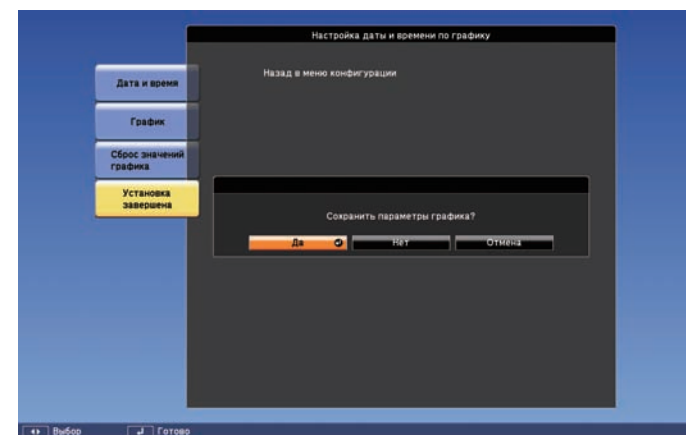 Настройка даты и времени по графику
Назад в меню конфигурации
Дата и время
График
Сброс значений
графика
Установка
завершена
Сохранить параметры графика?
Да Нет Отмена
Выбор Готово